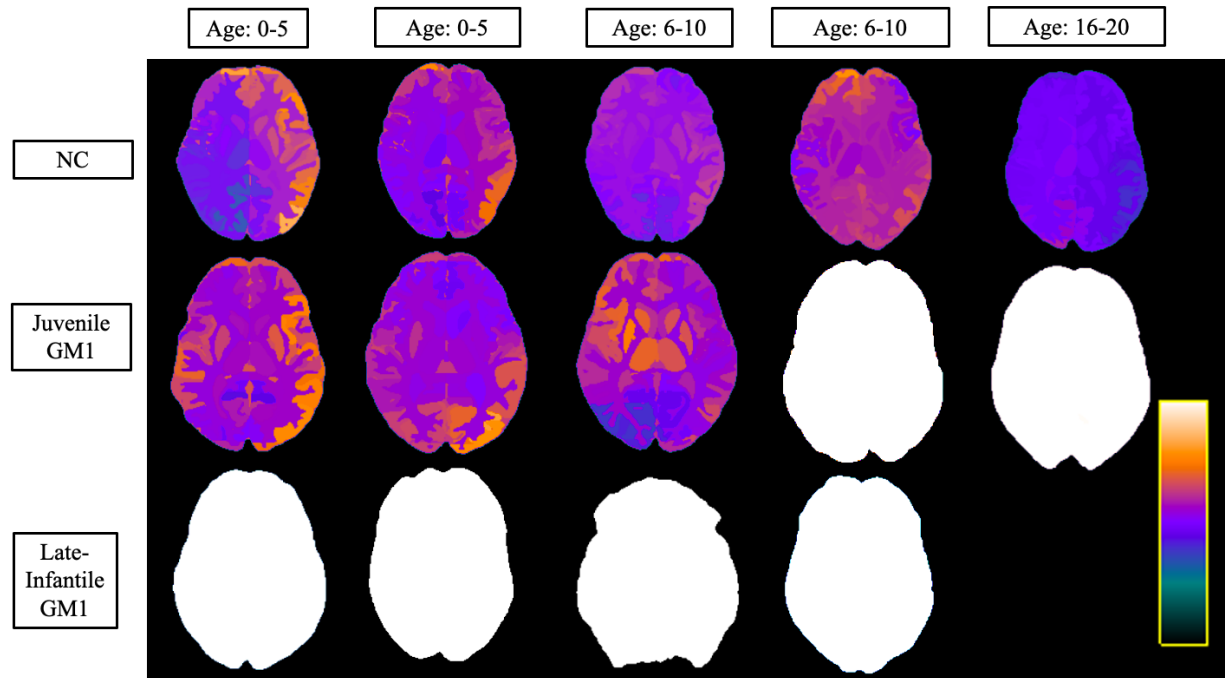 Age: 0-5
Age: 0-5
Age: 6-10
Age: 6-10
Age: 16-20
NC
Juvenile
GM1
Late-
Infantile
GM1